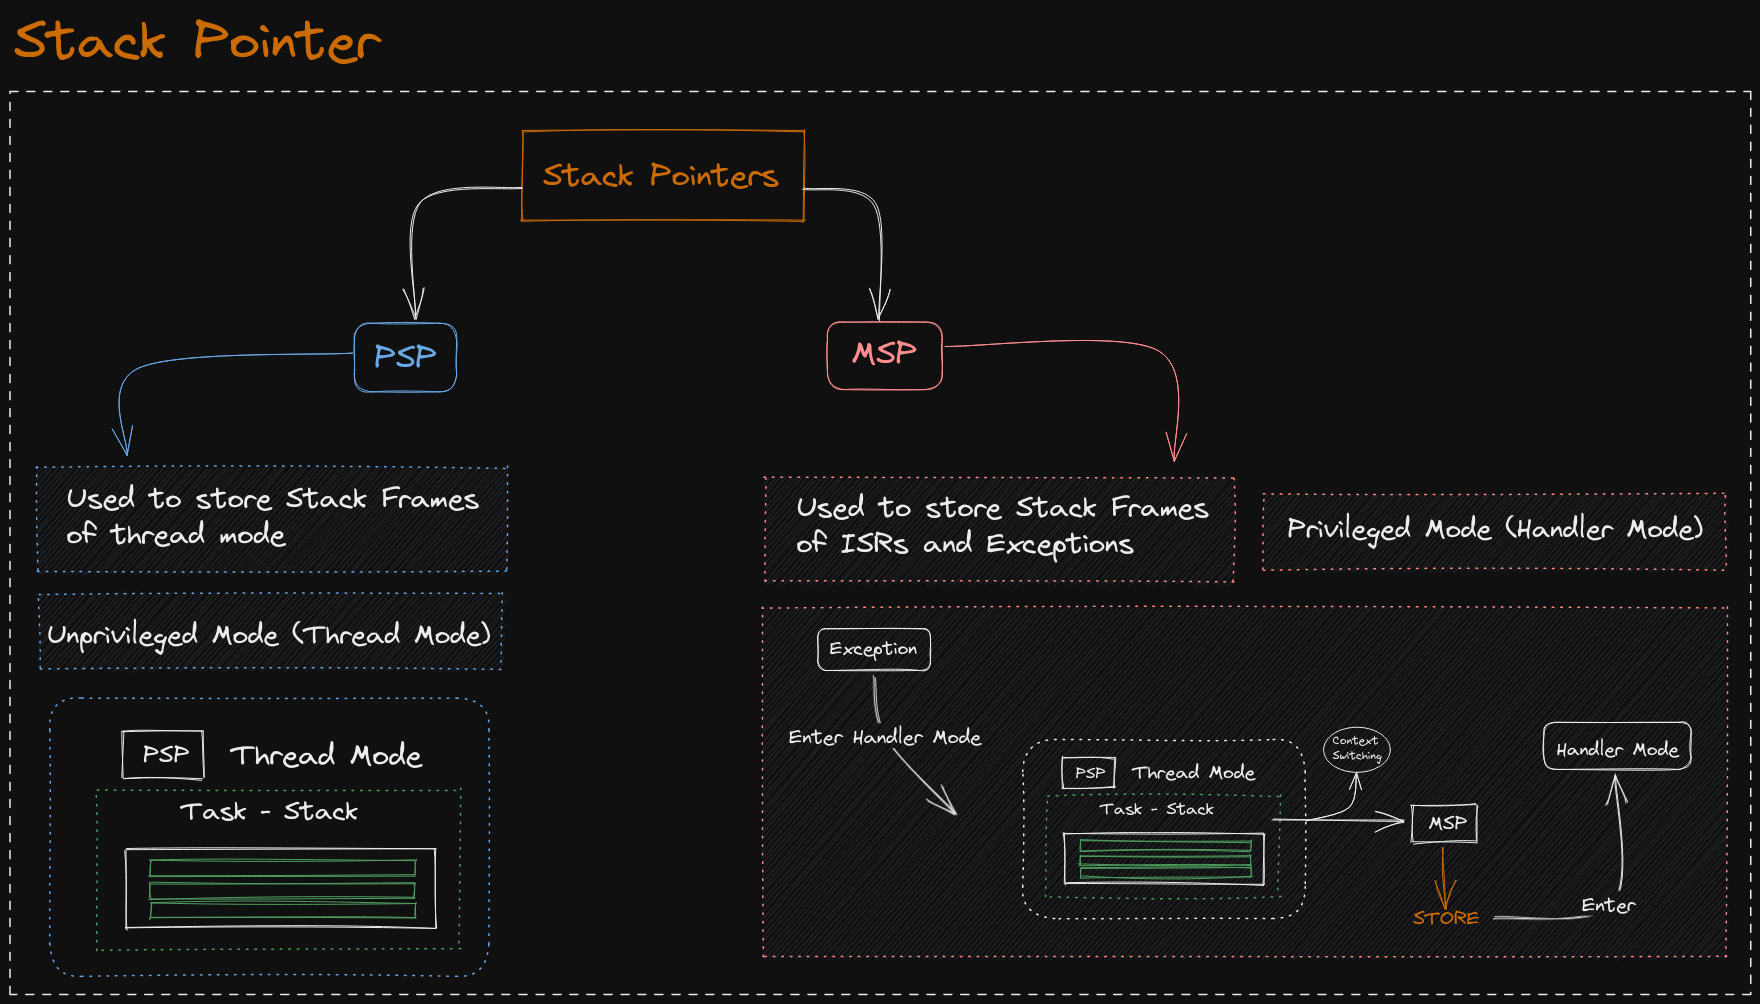 Stack Pointer
Stack Pointers
PSP
MSP
Used to store Stack Frames
of thread mode
Unprivileged Mode (Thread Mode)
PSP
Thread Mode
Task - Stack
Used to store Stack Frames
of ISRs and Exceptions
Privileged Mode (Handler Mode)
Exception
Enter Handler Mode
PSP
Thread Mode
Task - Stack
Context
Switching
MSP
STORE
Enter
Handler Mode